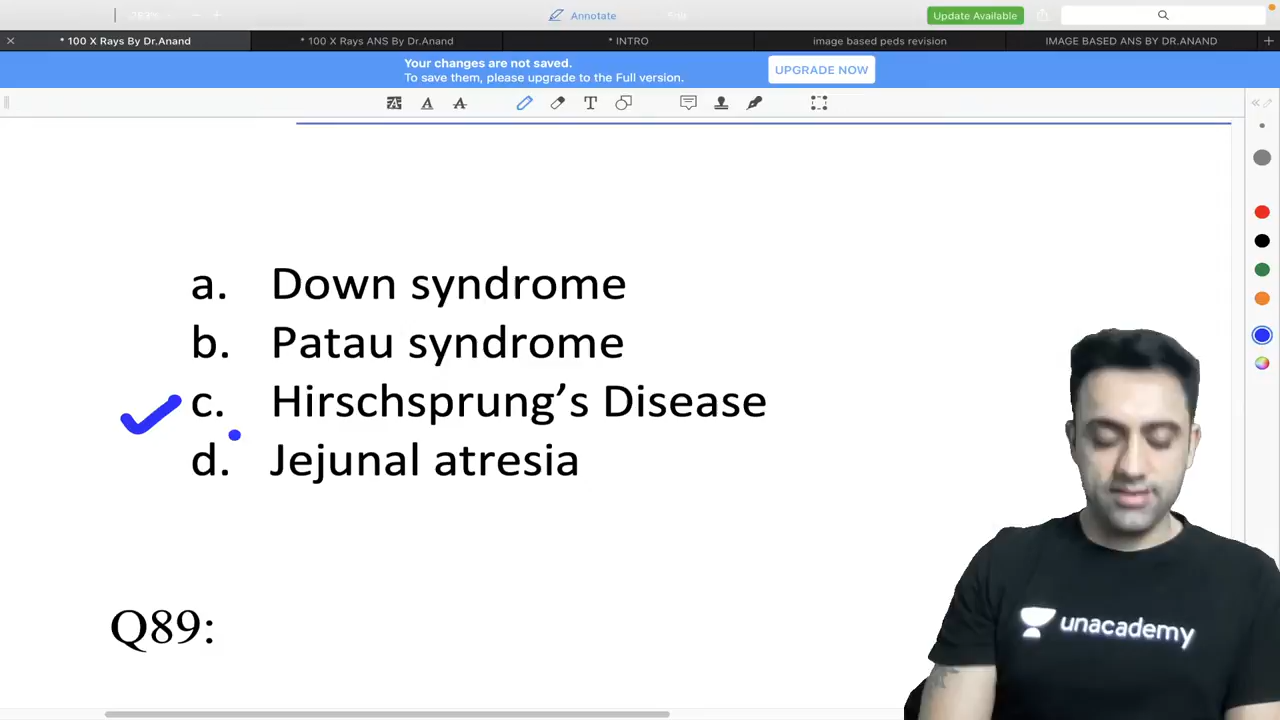 Annotate
Update Available
* 100 X Rays By Dr.Anand
* 100 X Rays ANS By Dr.Anand
* INTRO
image based peds revision
IMAGE BASED ANS BY DR.ANAND
Your changes are not saved.
To save them, please upgrade to the Full version.
UPGRADE NOW
a. Down syndrome
b. Patau syndrome
c. Hirschsprung’s Disease
d. Jejunal atresia
Q89:
unacademy